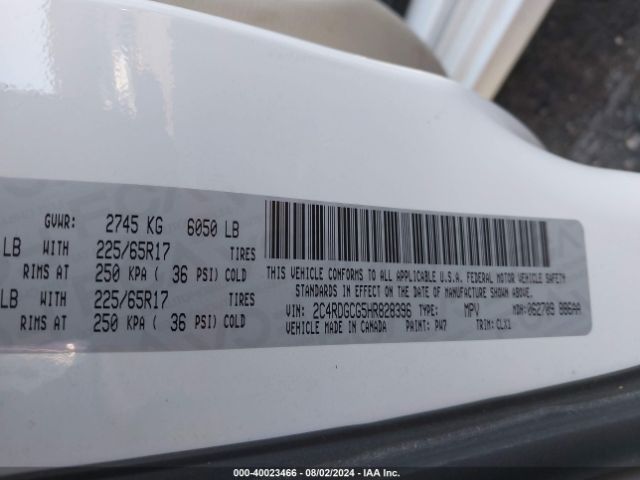 GVWR: 2745 KG 6050 LB
LB WITH 225/65R17 TIRES
RIMS AT 250 KPA ( 36 PSI) COLD
LB WITH 225/65R17 TIRES
RIMS AT 250 KPA ( 36 PSI) COLD
THIS VEHICLE CONFORMS TO ALL APPLICABLE U.S.A. FEDERAL MOTOR VEHICLE SAFETY
STANDARDS IN EFFECT ON THE DATE OF MANUFACTURE SHOWN ABOVE.
VIN: 2C4RDGCG5HR828396 TYPE: MPV MDH: 062709 886AA
VEHICLE MADE IN CANADA PAINT: PW7 TRIM: CLX1
000-40023466 - 08/02/2024 - IAA Inc.